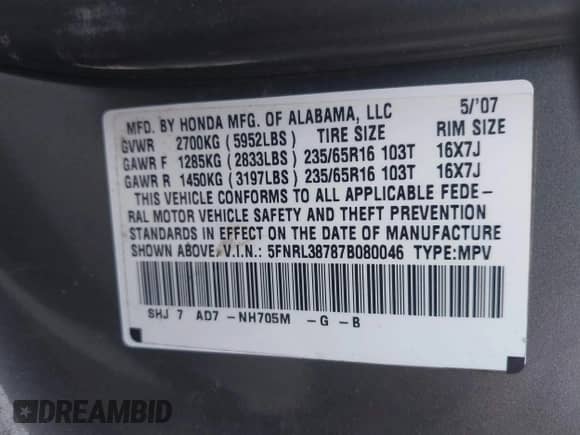 MFD. BY HONDA MFG. OF ALABAMA, LLC 5/'07
GVWR 2700KG (5952LBS) TIRE SIZE RIM SIZE
GAWR F 1285KG (2833LBS) 235/65R16 103T 16X7J
GAWR R 1450KG (3197LBS) 235/65R16 103T 16X7J
THIS VEHICLE CONFORMS TO ALL APPLICABLE FEDE-
RAL MOTOR VEHICLE SAFETY AND THEFT PREVENTION
STANDARDS IN EFFECT ON THE DATE OF MANUFACTURE
SHOWN ABOVE. V.I.N.: 5FNRL38787B080046 TYPE:MPV
SHJ 7 AD7 -NH705M -G -B
DREAMBID